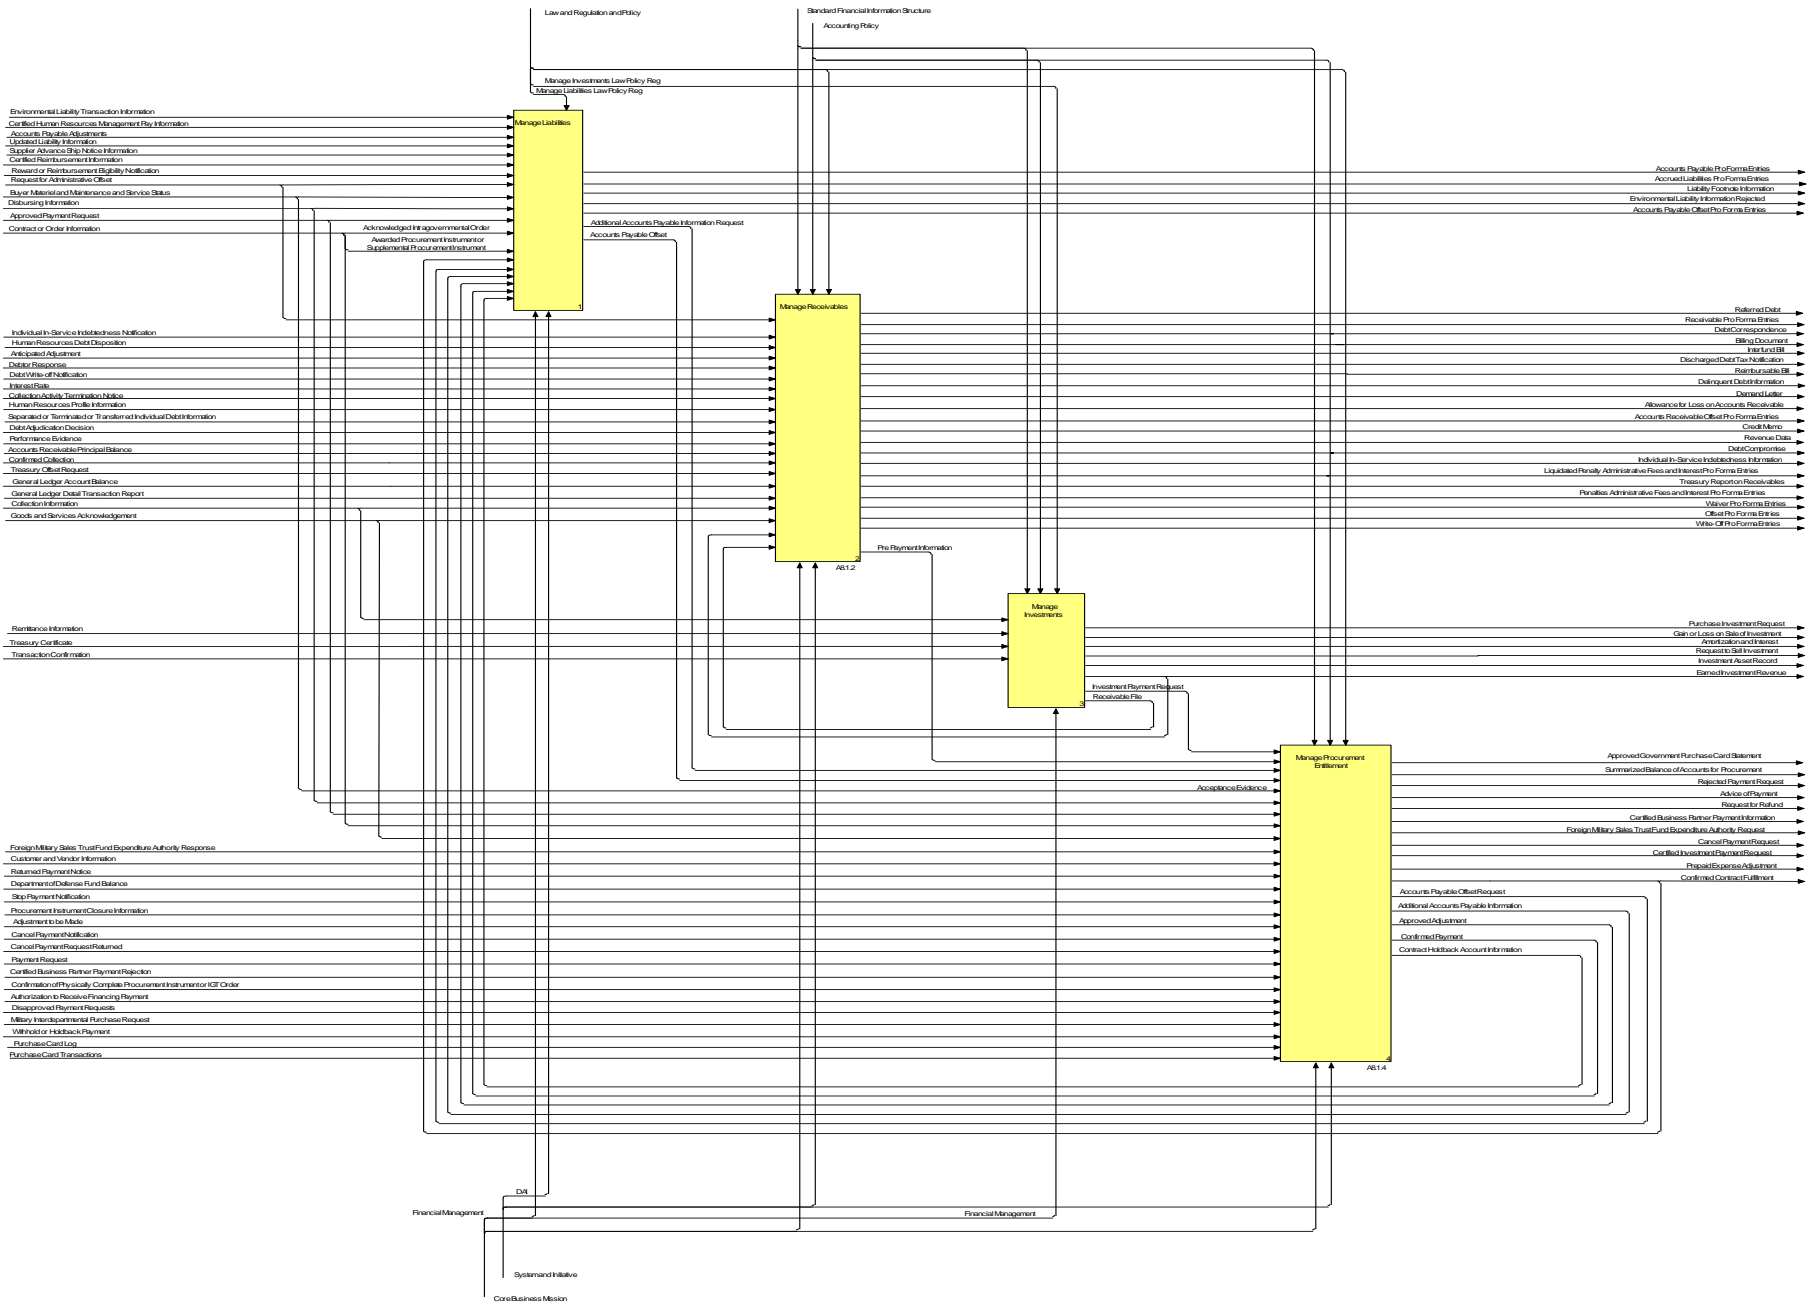 Law and Regulation and Policy
Standard Financial Information Structure
Accounting Policy
Manage Investments Law Policy Reg
Manage Liabilities Law Policy Reg
Environmental Liability Transaction Information
Certified Human Resources Management Pay Information
Accounts Payable Adjustments
Updated Liability Information
Supplier Advance Ship Notice Information
Certified Reimbursement Information
Reward or Reimbursement Eligibility Notification
Request for Administrative Offset
Buyer Materiel and Maintenance and Service Status
Disbursing Information
Approved Payment Request
Contract or Order Information
Acknowledged Intragovernmental Order
Awarded Procurement Instrument or
Supplemental Procurement Instrument
Manage Liabilities
1
Additional Accounts Payable Information Request
Accounts Payable Offset
Accounts Payable Pro Forma Entries
Accrued Liabilities Pro Forma Entries
Liability Footnote Information
Environmental Liability Information Rejected
Accounts Payable Offset Pro Forma Entries
Individual In-Service Indebtedness Notification
Human Resources Debt Disposition
Anticipated Adjustment
Debtor Response
Debt Write-off Notification
Interest Rate
Collection Activity Termination Notice
Human Resources Profile Information
Separated or Terminated or Transferred Individual Debt Information
Debt Adjudication Decision
Performance Evidence
Accounts Receivable Principal Balance
Confirmed Collection
Treasury Offset Request
General Ledger Account Balance
General Ledger Detail Transaction Report
Collection Information
Goods and Services Acknowledgement
Manage Receivables
2
A8.1.2
Pre Payment Information
Referred Debt
Receivable Pro Forma Entries
Debt Correspondence
Billing Document
Interfund Bill
Discharged Debt Tax Notification
Reimbursable Bill
Delinquent Debt Information
Demand Letter
Allowance for Loss on Accounts Receivable
Accounts Receivable Offset Pro Forma Entries
Credit Memo
Revenue Data
Debt Compromise
Individual In-Service Indebtedness Information
Liquidated Penalty Administrative Fees and Interest Pro Forma Entries
Treasury Report on Receivables
Penalties Administrative Fees and Interest Pro Forma Entries
Waiver Pro Forma Entries
Offset Pro Forma Entries
Write-Off Pro Forma Entries
Remittance Information
Treasury Certificate
Transaction Confirmation
Manage
Investments
3
Investment Payment Request
Receivable File
Purchase Investment Request
Gain or Loss on Sale of Investment
Amortization and Interest
Request to Sell Investment
Investment Asset Record
Earned Investment Revenue
Manage Procurement
Entitlement
4
A8.1.4
Acceptance Evidence
Foreign Military Sales Trust Fund Expenditure Authority Response
Customer and Vendor Information
Returned Payment Notice
Department of Defense Fund Balance
Stop Payment Notification
Procurement Instrument Closure Information
Adjustment to be Made
Cancel Payment Notification
Cancel Payment Request Returned
Payment Request
Certified Business Partner Payment Rejection
Confirmation of Physically Complete Procurement Instrument or IGT Order
Authorization to Receive Financing Payment
Disapproved Payment Requests
Military Interdepartmental Purchase Request
Withhold or Holdback Payment
Purchase Card Log
Purchase Card Transactions
Approved Government Purchase Card Statement
Summarized Balance of Accounts for Procurement
Rejected Payment Request
Advice of Payment
Request for Refund
Certified Business Partner Payment Information
Foreign Military Sales Trust Fund Expenditure Authority Request
Cancel Payment Request
Certified Investment Payment Request
Prepaid Expense Adjustment
Confirmed Contract Fulfillment
Accounts Payable Offset Request
Additional Accounts Payable Information
Approved Adjustment
Confirmed Payment
Contract Holdback Account Information
DAI
Financial Management
Financial Management
System and Initiative
Core Business Mission